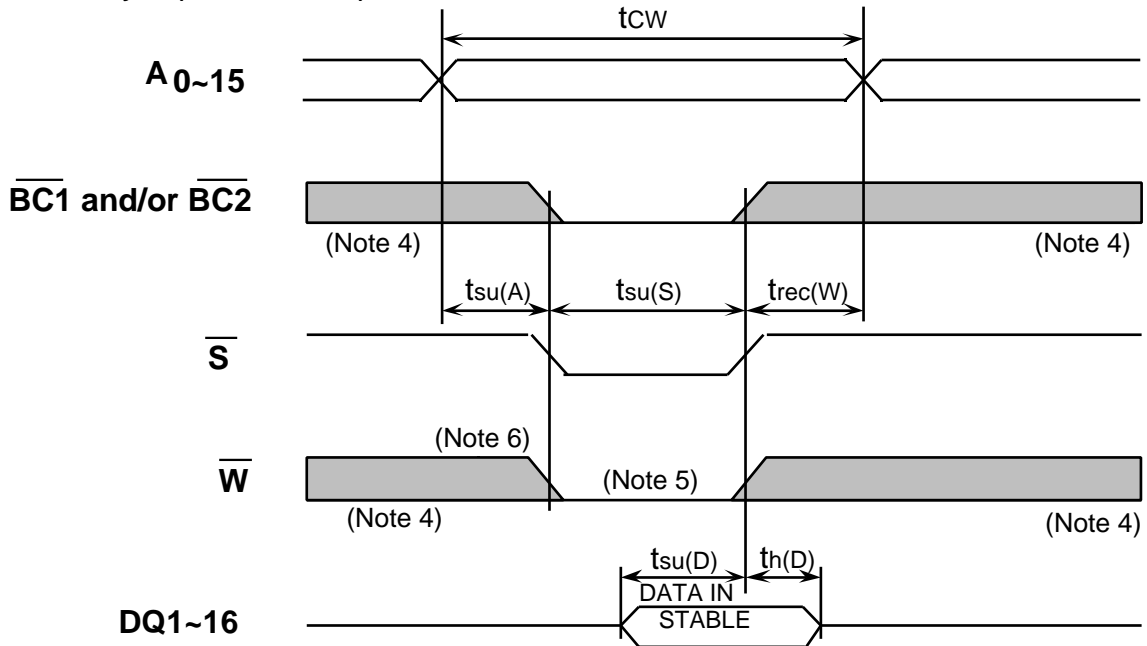 tCW
A 0~15
BC1 and/or BC2
(Note 4) (Note 4)
tsu(A) tsu(S) trec(W)
S
(Note 6)
W (Note 5)
(Note 4) (Note 4)
tsu(D) th(D)
DATA IN
DQ1~16 STABLE